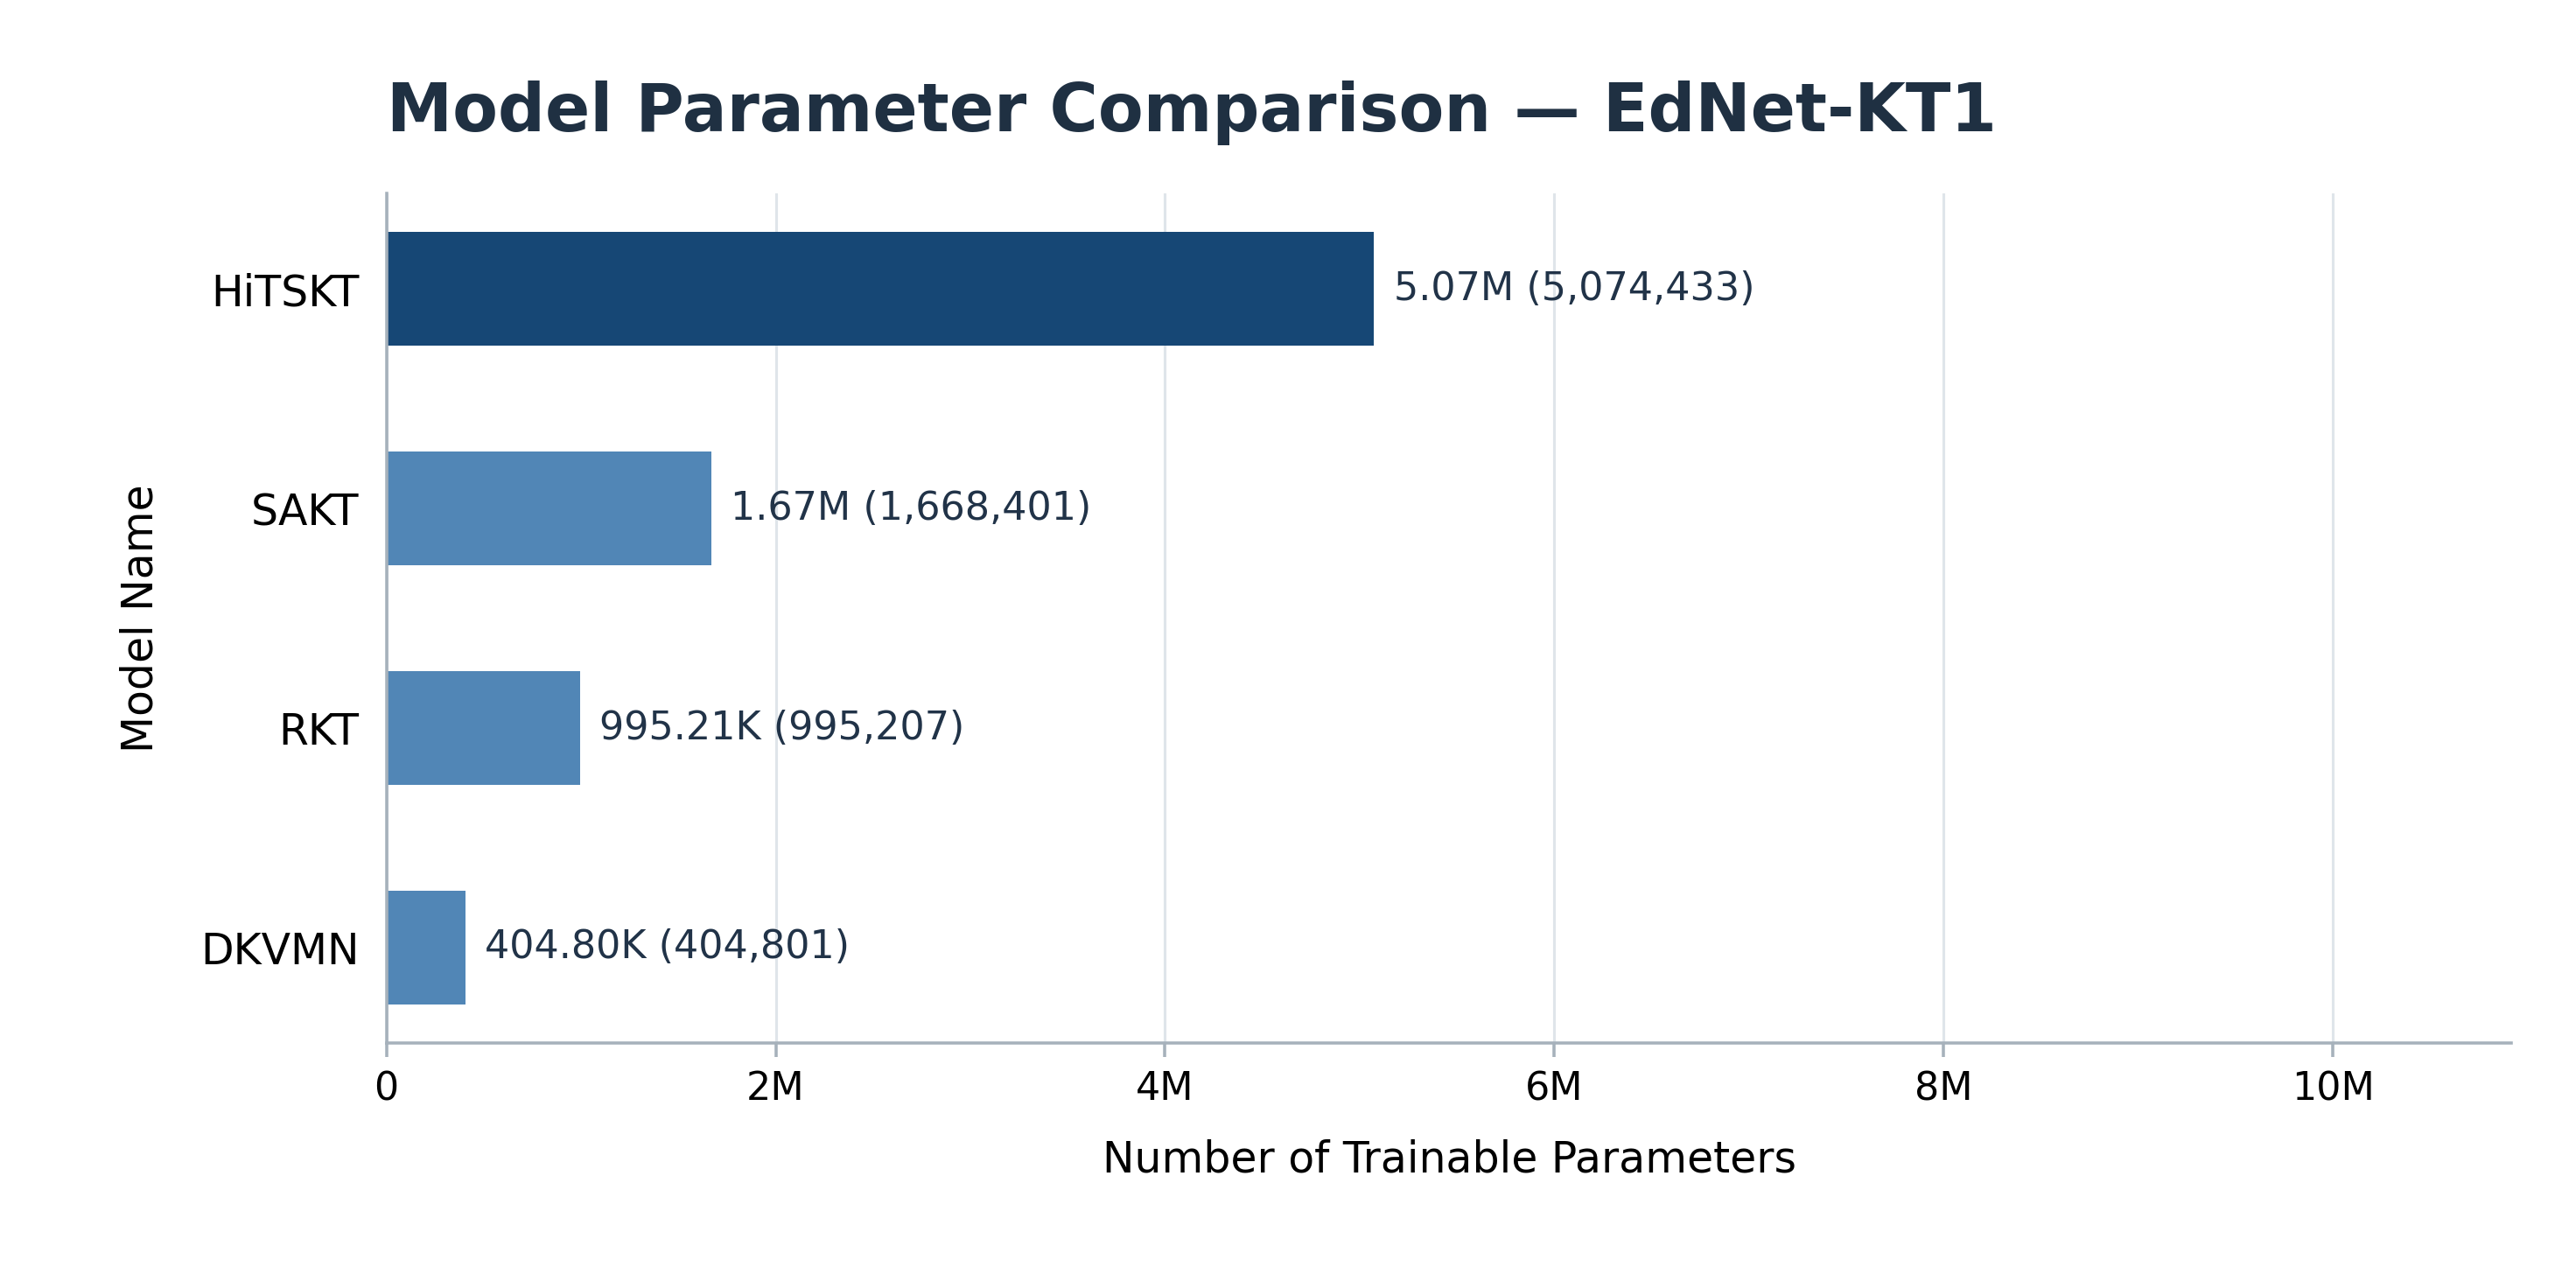 Model Parameter Comparison — EdNet-KT1
Model Name
HiTSKT
5.07M (5,074,433)
SAKT
1.67M (1,668,401)
RKT
995.21K (995,207)
DKVMN
404.80K (404,801)
0 2M 4M 6M 8M 10M
Number of Trainable Parameters